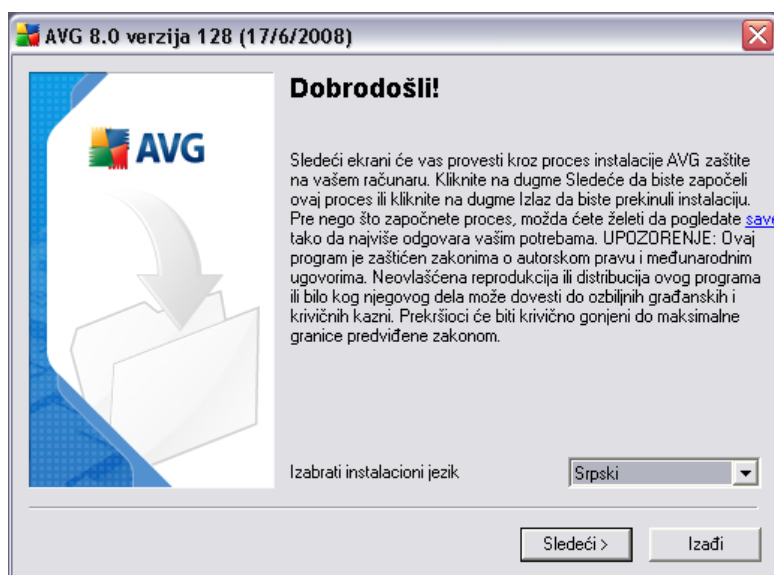 AVG 8.0 verzija 128 (17/6/2008)
AVG
Dobrodošli!
Sledeći ekrani će vas provesti kroz proces instalacije AVG zaštite
na vašem računaru. Kliknite na dugme Sledeće da biste započeli
ovaj proces ili kliknite na dugme Izlaz da biste prekinuli instalaciju.
Pre nego što započnete proces, možda ćete želeti da pogledate save
tako da najviše odgovara vašim potrebama. UPOZORENJE: Ovaj
program je zaštićen zakonima o autorskom pravu i međunarodnim
ugovorima. Neovlašćena reprodukcija ili distribucija ovog programa
ili bilo kog njegovog dela može dovesti do ozbiljnih građanskih i
krivičnih kazni. Prekršioci će biti krivično gonjeni do maksimalne
granice predviđene zakonom.
Izabrati instalacioni jezik
Srpski
Sledeći >
Izađi